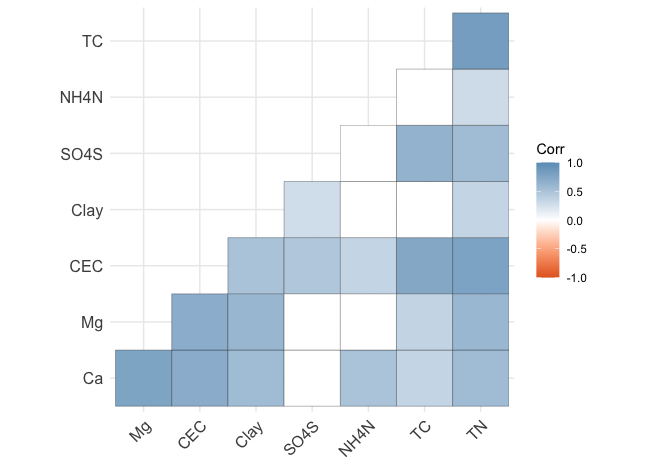 TC
NH4N
SO4S
Clay
CEC
Mg
Ca
Mg
CEC
Clay
SO4S
NH4N
TC
TN
Corr
1.0
0.5
0.0
-0.5
-1.0